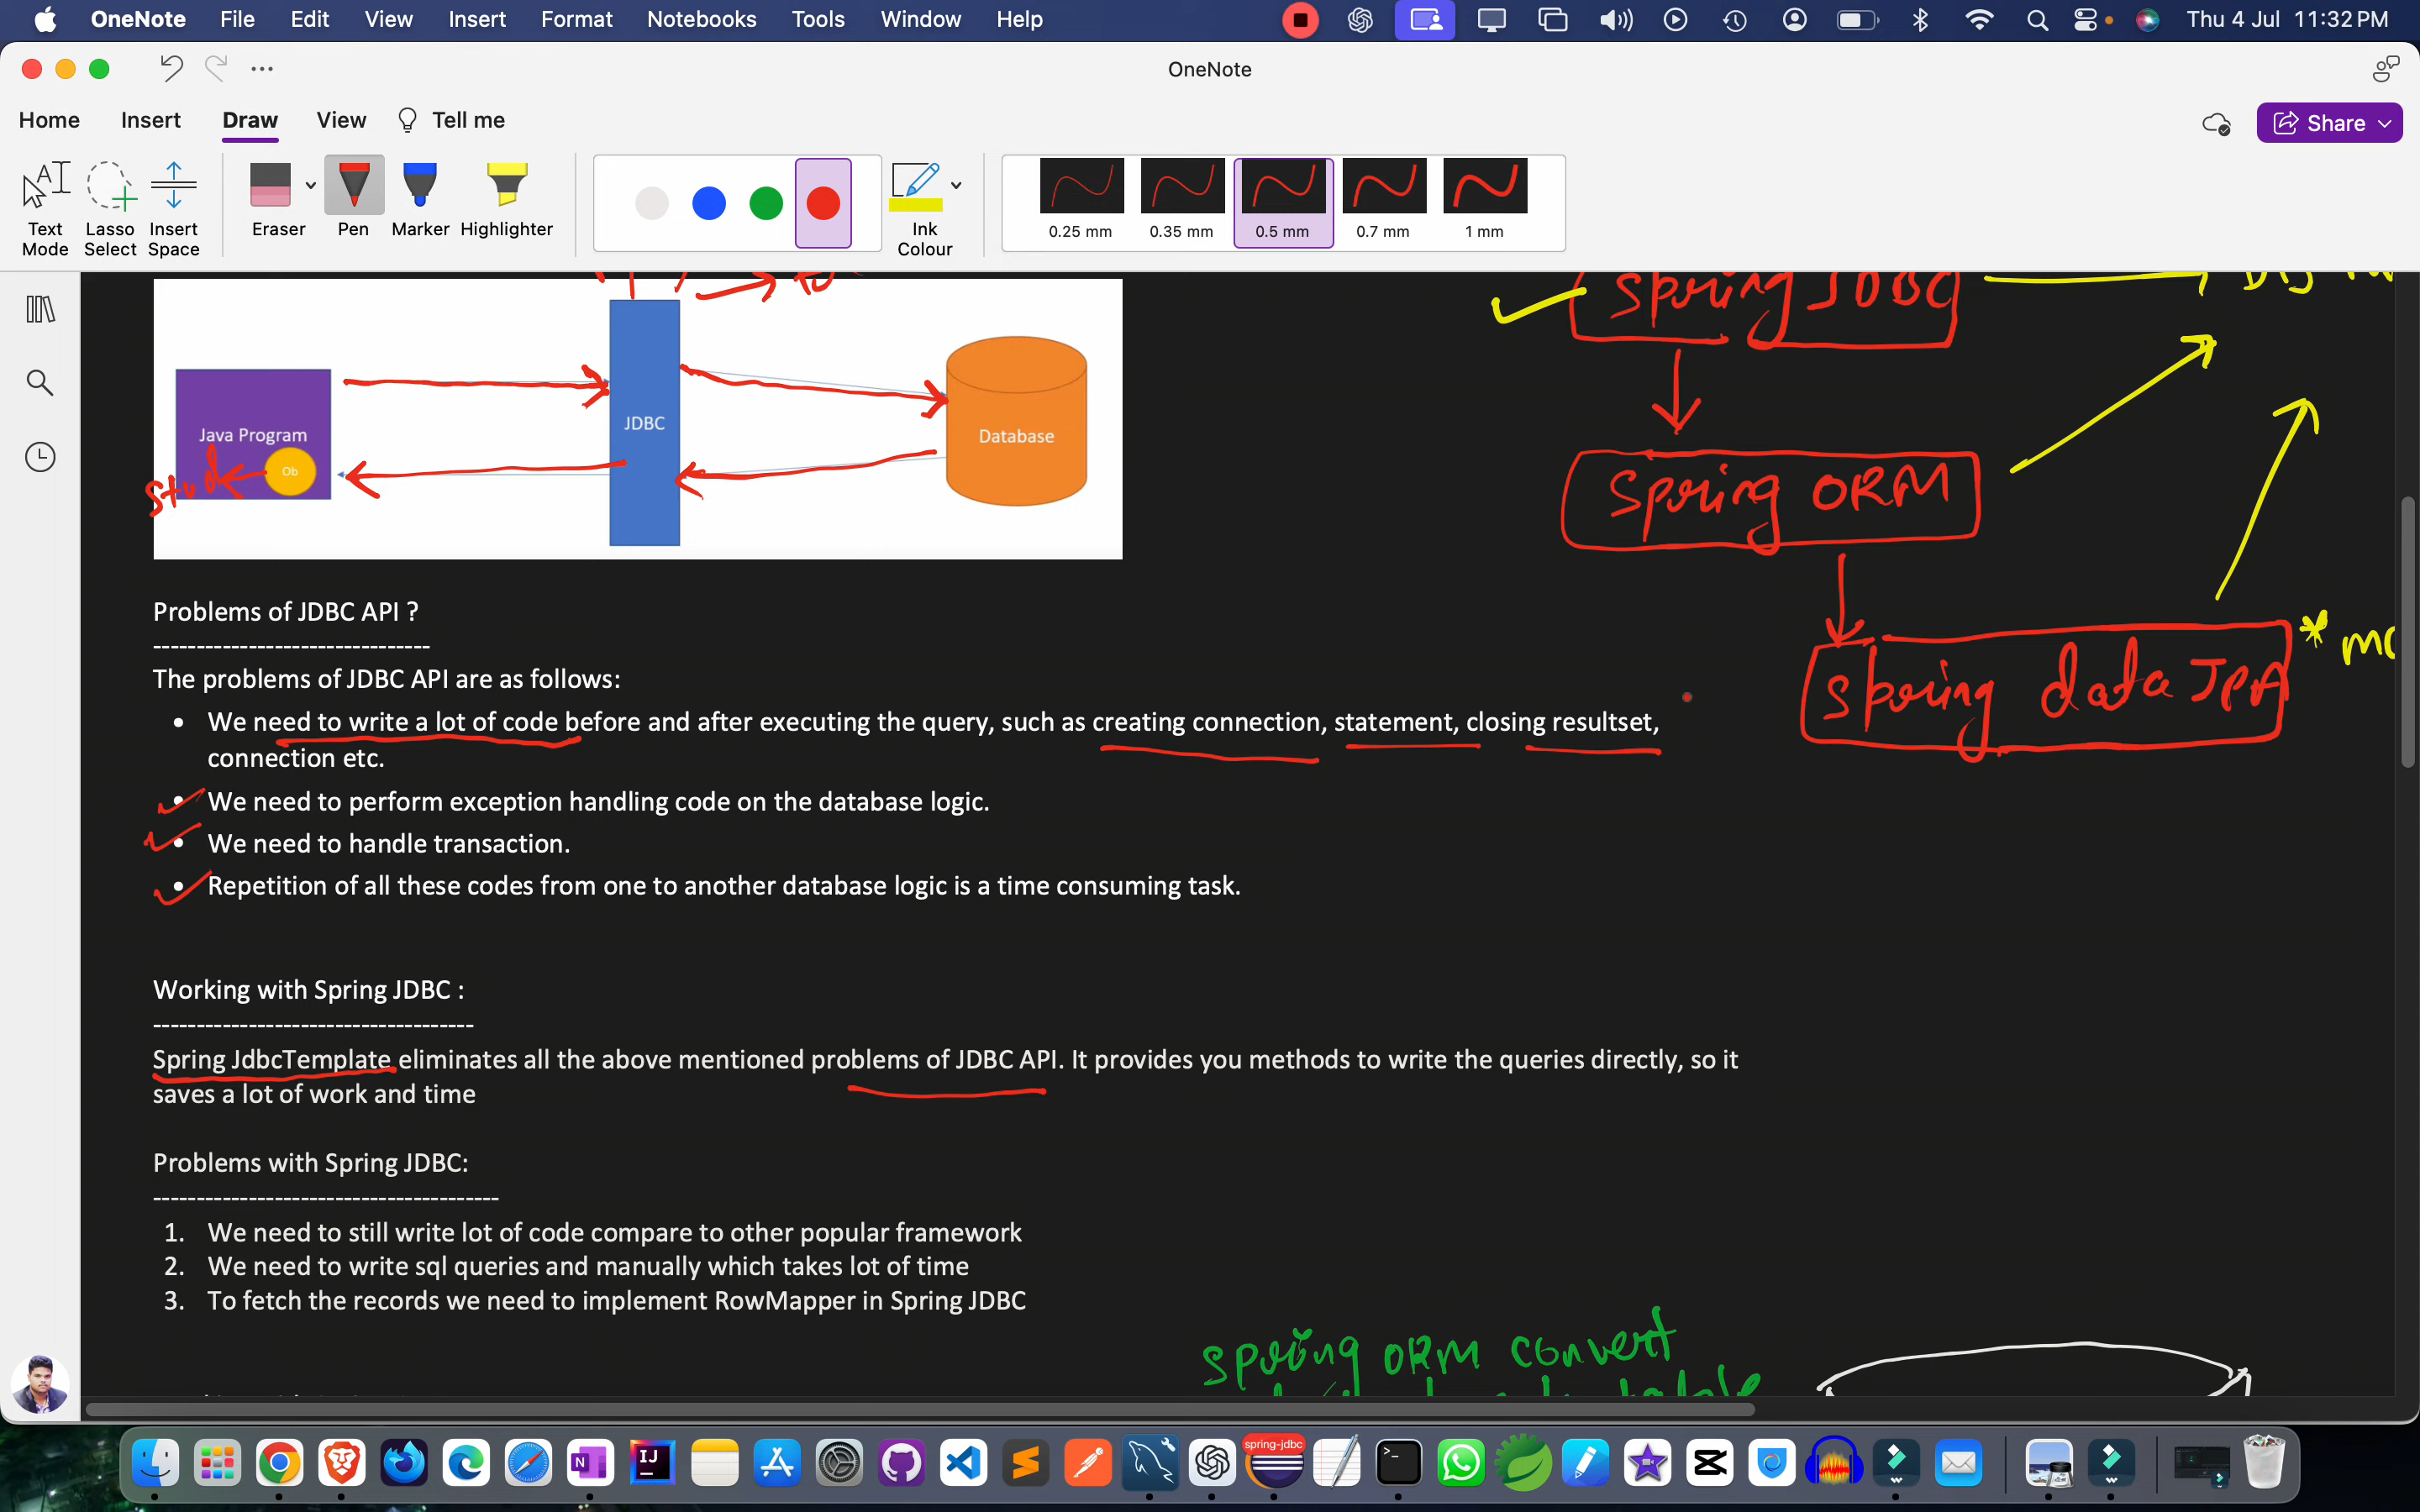 OneNote File Edit View Insert Format Notebooks Tools Window Help Thu 4 Jul 11:32 PM
OneNote
Home Insert Draw View Tell me Share
Text Mode
Lasso Select
Insert Space
Eraser Pen Marker Highlighter
Ink Colour
0.25 mm 0.35 mm 0.5 mm 0.7 mm 1 mm
to
Spring JDBC
Java Program
Ob
Stud
JDBC
Database
Spring ORM
Spring data JPA
*
Problems of JDBC API ?
-------------------------------
The problems of JDBC API are as follows:
• We need to write a lot of code before and after executing the query, such as creating connection, statement, closing resultset,
connection etc.
• We need to perform exception handling code on the database logic.
• We need to handle transaction.
• Repetition of all these codes from one to another database logic is a time consuming task.
Working with Spring JDBC :
------------------------------------
Spring JdbcTemplate eliminates all the above mentioned problems of JDBC API. It provides you methods to write the queries directly, so it
saves a lot of work and time
Problems with Spring JDBC:
---------------------------------------
1. We need to still write lot of code compare to other popular framework
2. We need to write sql queries and manually which takes lot of time
3. To fetch the records we need to implement RowMapper in Spring JDBC
Spring ORM convert
spring-jdbc